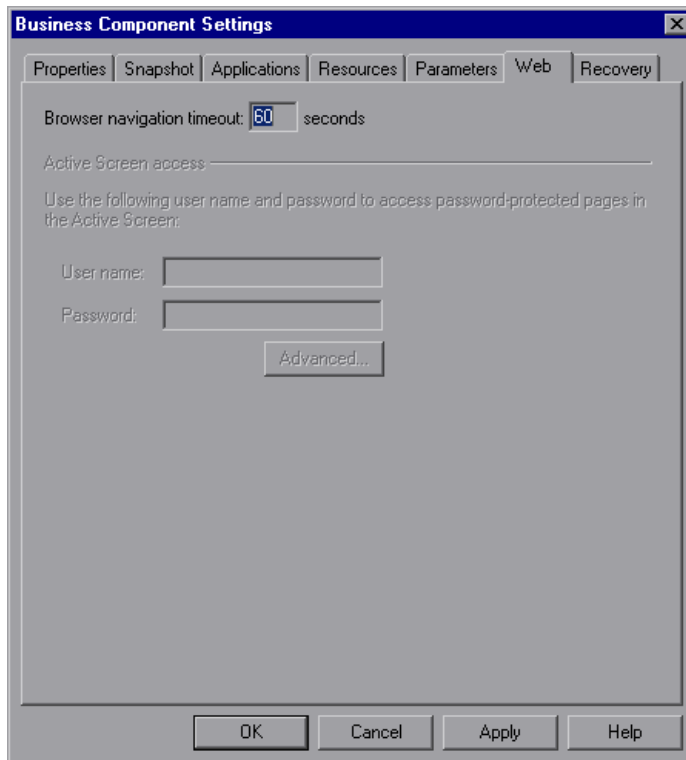 Business Component Settings
Properties Snapshot Applications Resources Parameters Web Recovery
Browser navigation timeout: 60 seconds
Active Screen access
Use the following user name and password to access password-protected pages in
the Active Screen:
User name:
Password:
Advanced...
OK Cancel Apply Help